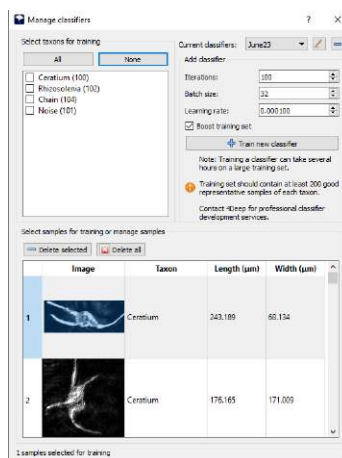 Manage classifiers
?
Select taxons for training
All
None
Ceratium (100)
Rhizosolenia (102)
Chain (104)
Noise (101)
Current classifiers: June23
Add classifier
Iterations: 100
Batch size: 32
Learning rate: 0.000100
Boost training set
Train new classifier
Note: Training a classifier can take several
hours on a large training set.
Training set should contain at least 200 good
representative samples of each taxon.
Contact 4Deep for professional classifier
development services.
Select samples for training or manage samples
Delete selected
Delete all
Image Taxon Length (µm) Width (µm)
1 Ceratium 243.189 68.134
2 Ceratium 176.165 171.009
1 samples selected for training